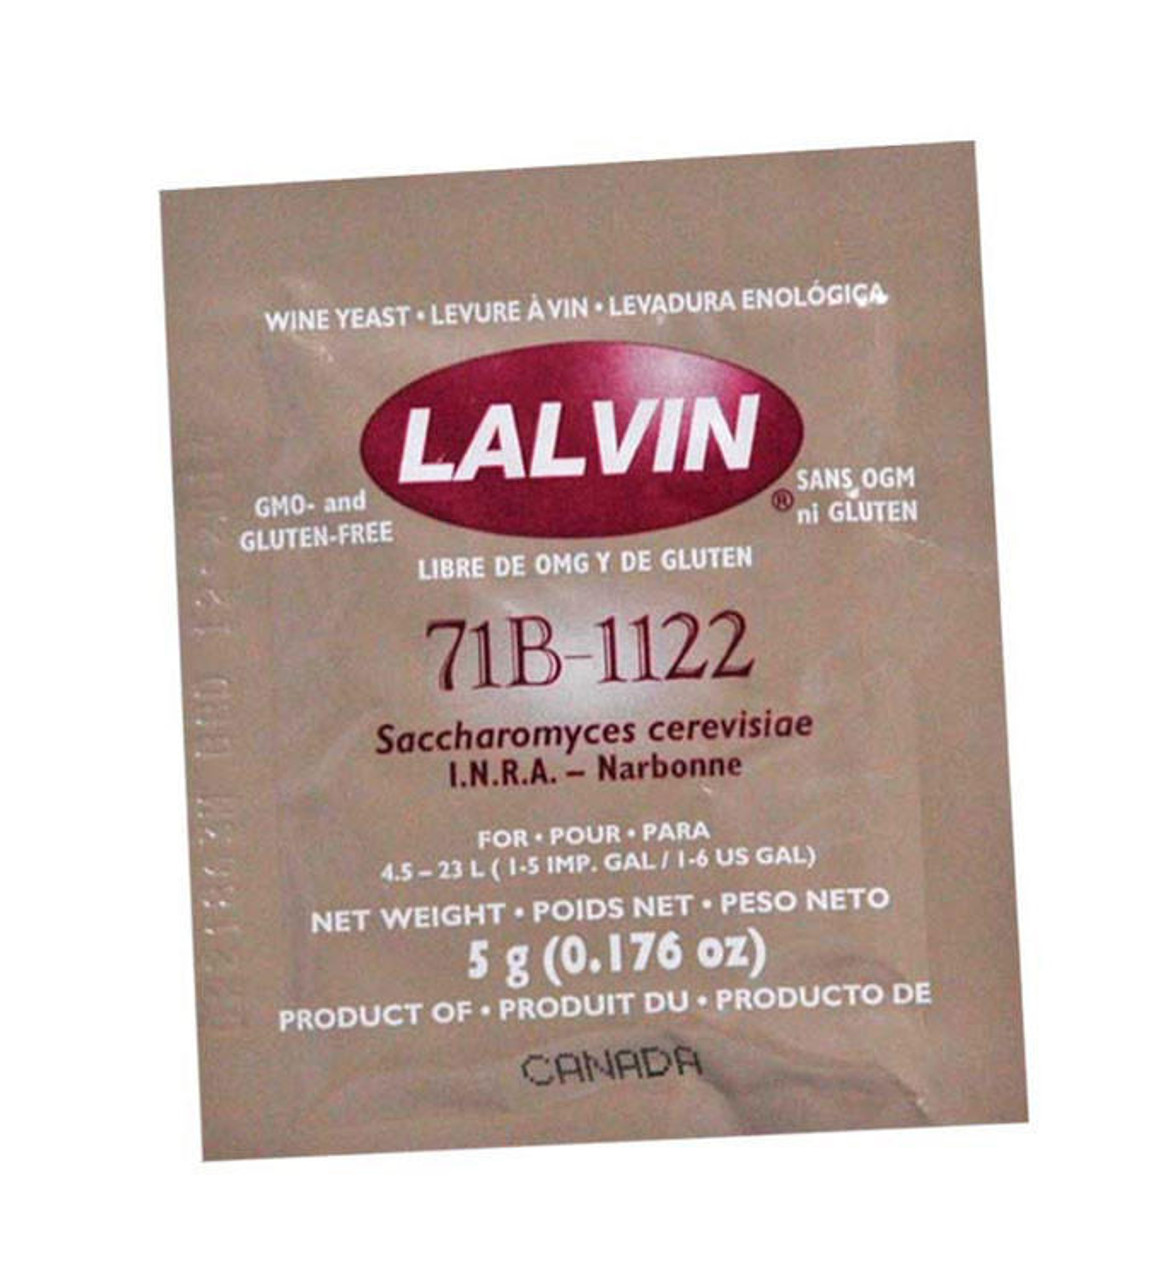 WINE YEAST • LEVURE À VIN • LEVADURA ENOLÓGICA
LALVIN
®
GMO- and
GLUTEN-FREE
SANS OGM
ni GLUTEN
LIBRE DE OMG Y DE GLUTEN
71B-1122
Saccharomyces cerevisiae
I.N.R.A. – Narbonne
FOR • POUR • PARA
4.5 – 23 L ( 1-5 IMP. GAL / 1-6 US GAL)
NET WEIGHT • POIDS NET • PESO NETO
5 g (0.176 oz)
PRODUCT OF • PRODUIT DU • PRODUCTO DE
CANADA